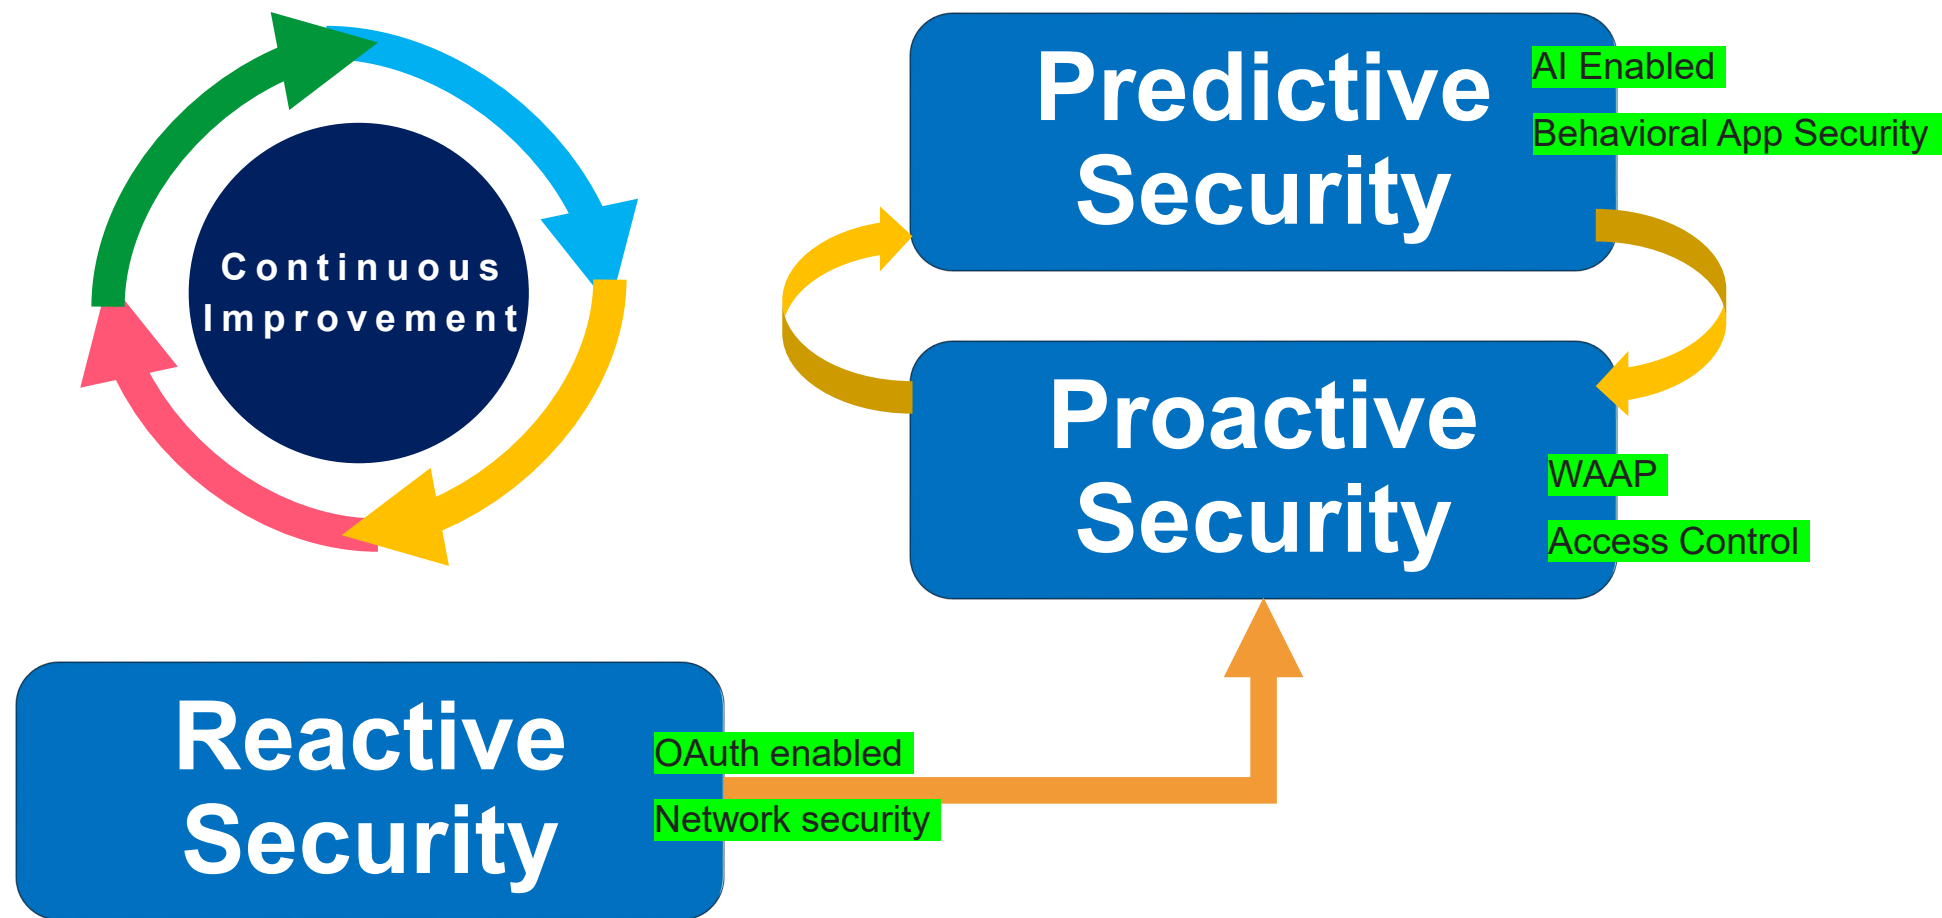 Continuous
Improvement
Predictive
Security
AI Enabled
Behavioral App Security
Proactive
Security
WAAP
Access Control
Reactive
Security
OAuth enabled
Network security